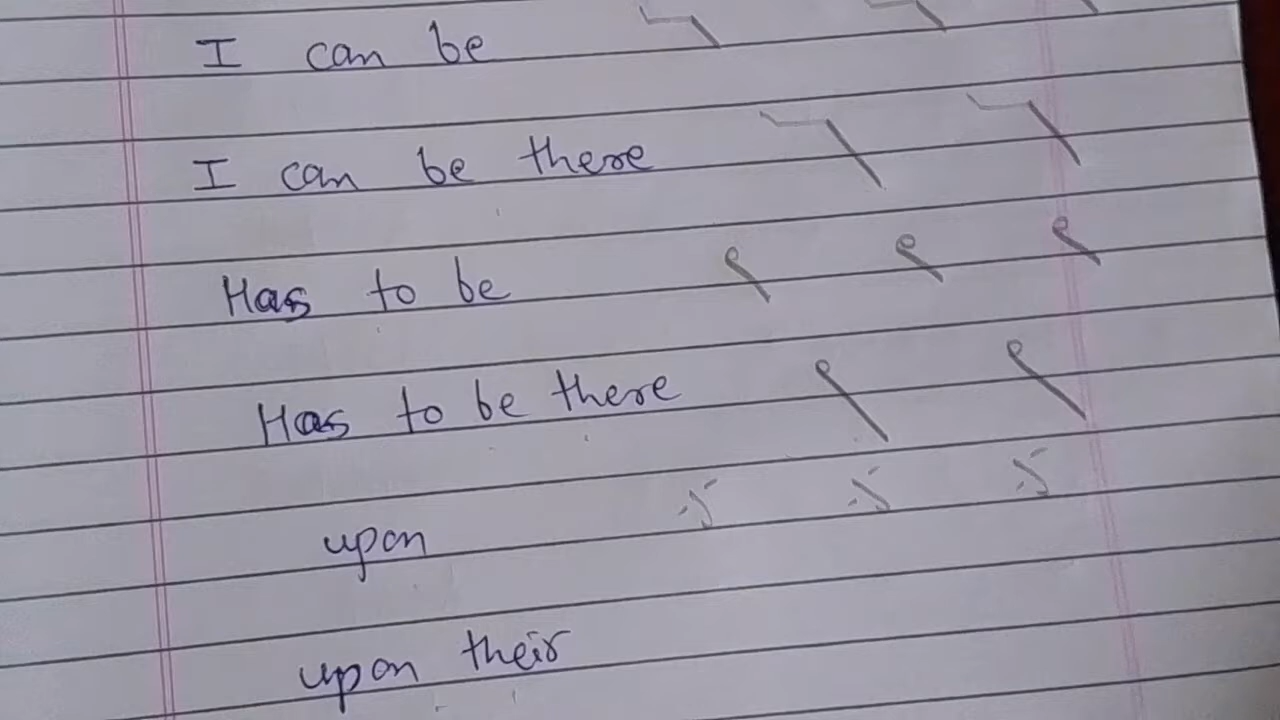 I can be
I can be there
Has to be
Has to be there
upon
upon their